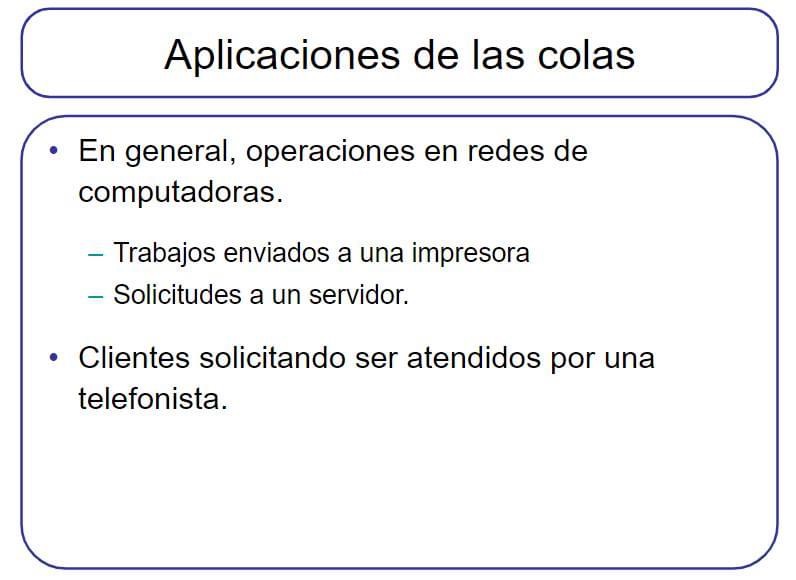 Aplicaciones de las colas
• En general, operaciones en redes de
computadoras.
– Trabajos enviados a una impresora
– Solicitudes a un servidor.
• Clientes solicitando ser atendidos por una
telefonista.